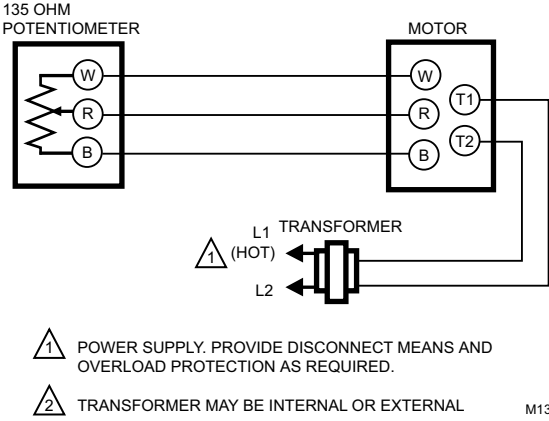 135 OHM
POTENTIOMETER
MOTOR
W
R
B
W
R
B
T1
T2
TRANSFORMER
L1
(HOT)
1
L2
1 POWER SUPPLY. PROVIDE DISCONNECT MEANS AND
OVERLOAD PROTECTION AS REQUIRED.
2 TRANSFORMER MAY BE INTERNAL OR EXTERNAL
M13